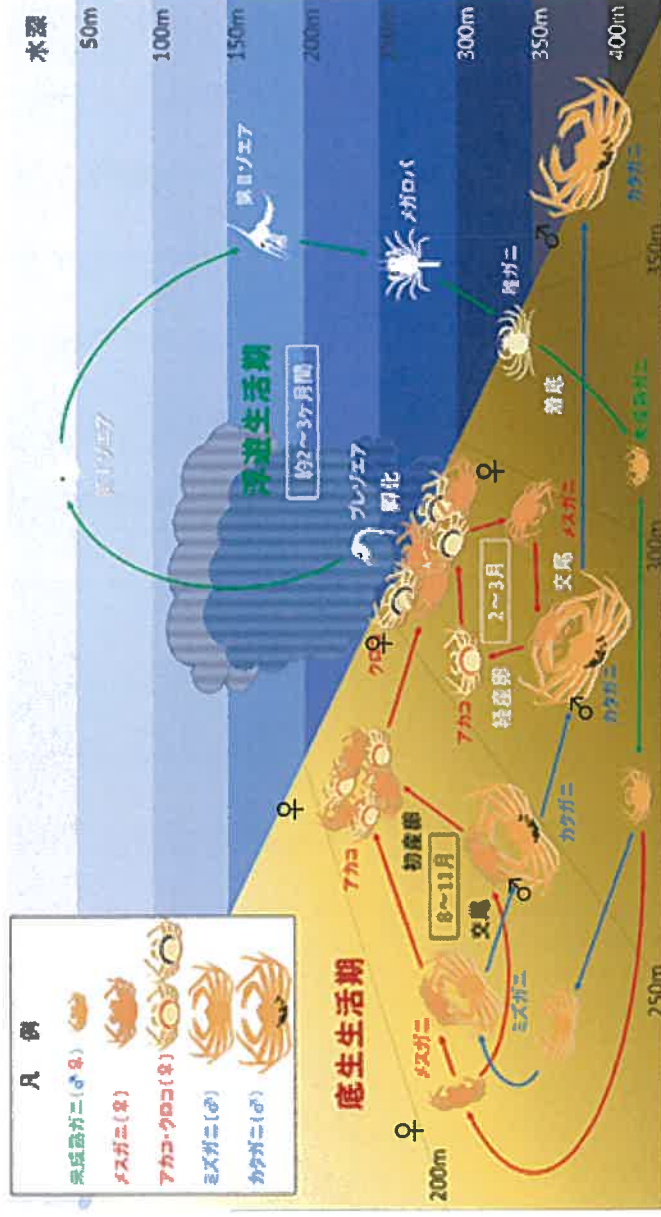 凡 例
未成熟ガニ(♂♀)
メスガニ(♀)
アカコ・クロコ(♀)
ミズガニ(♂)
カタガニ(♂)
水深
50m
100m
150m
200m
300m
350m
400m
浮遊生活期
約2〜3ヶ月間
プレゾエア
孵化
メガロパ
稚ガニ
着底
未成熟ガニ
底生生活期
メスガニ
アカコ
初産卵
8〜11月
交尾
ミズガニ
カタガニ
♀
♂
アカコ
経産卵
2〜3月
メスガニ
交尾
カタガニ
カタガニ
200m
250m
300m
350m